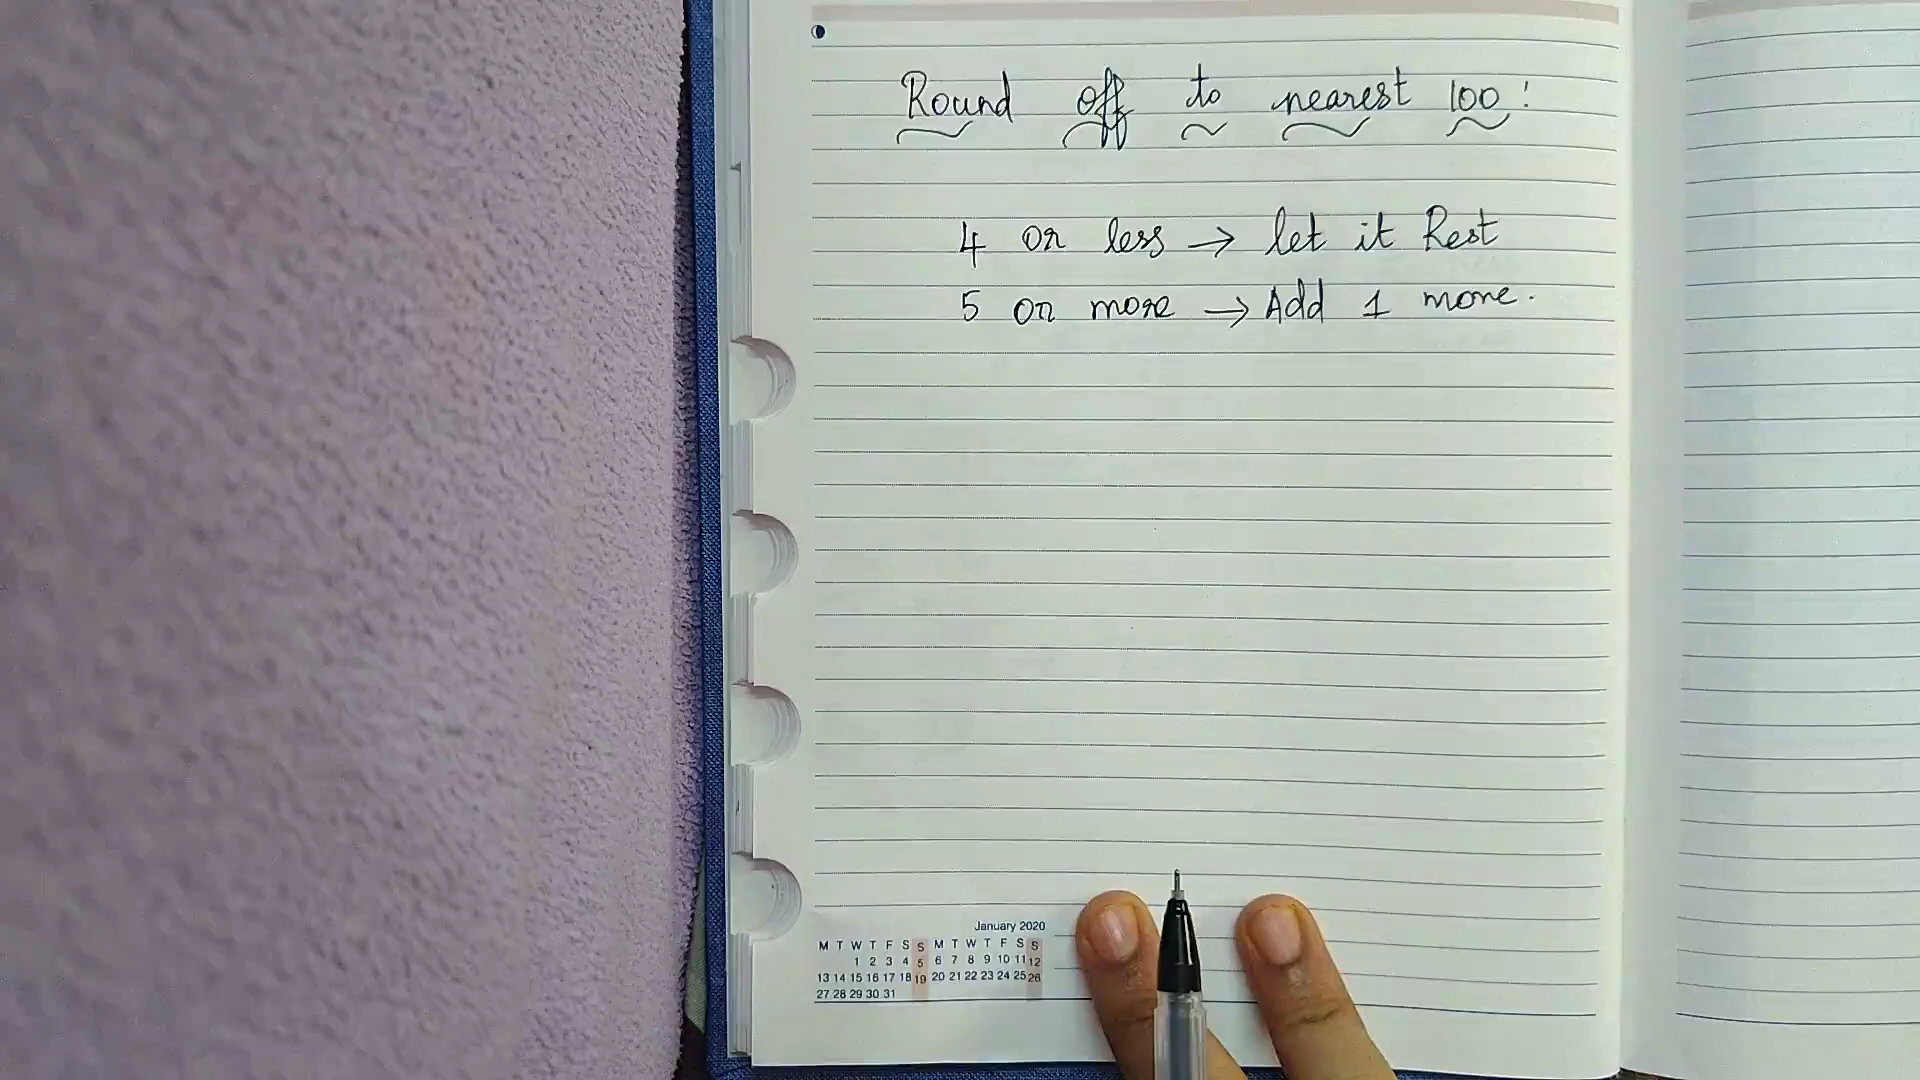 Round off to nearest 100 :
4 or less → let it Rest
5 or more → Add 1 more.
January 2020
M T W T F S S M T W T F S S
1 2 3 4 5 6 7 8 9 10 11 12
13 14 15 16 17 18 19 20 21 22 23 24 25 26
27 28 29 30 31